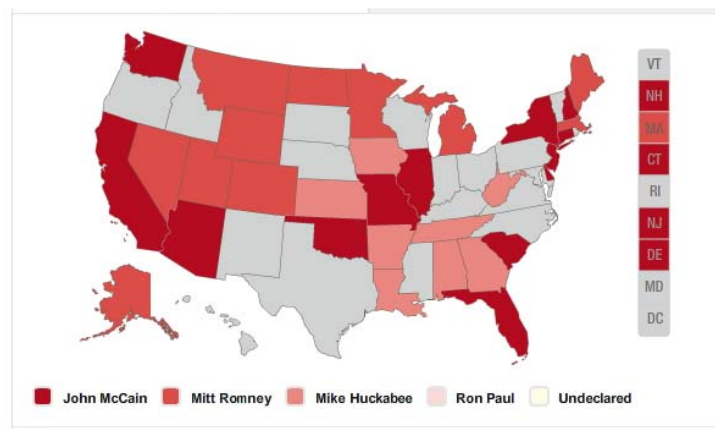 VT
NH
MA
CT
RI
NJ
DE
MD
DC
John McCain Mitt Romney Mike Huckabee Ron Paul Undeclared